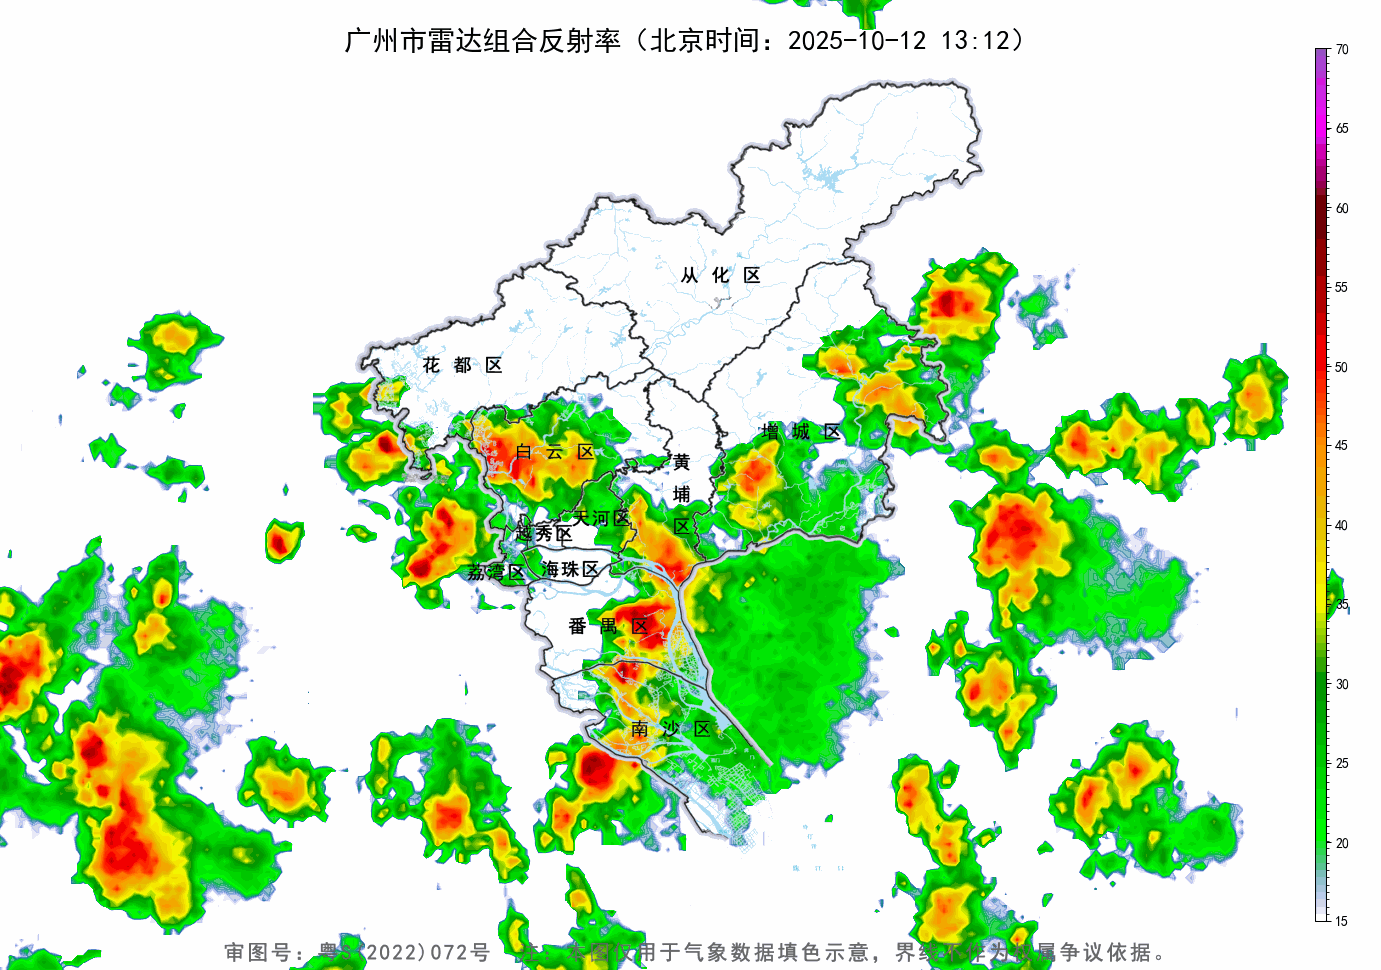 广州市雷达组合反射率（北京时间：2025-10-12 13:12）
70
65
60
55
50
45
40
35
30
25
20
15
从化区
花都区
增城区
白云区
黄埔区
天河区
越秀区
荔湾区
海珠区
番禺区
南沙区
审图号：粤S(2022)072号 注：本图仅用于气象数据填色示意，界线不作为权属争议依据。